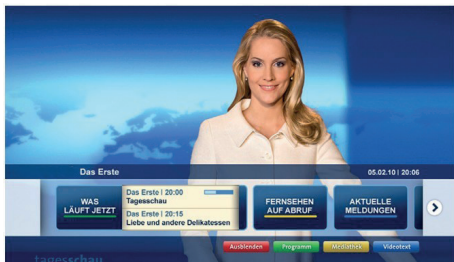 Das Erste
05.02.10 | 20:06
WAS
LÄUFT JETZT
Das Erste | 20:00
Tagesschau
Das Erste | 20:15
Liebe und andere Delikatessen
FERNSEHEN
AUF ABRUF
AKTUELLE
MELDUNGEN
Ausblenden
Programm
Mediathek
Videotext
tagesschau